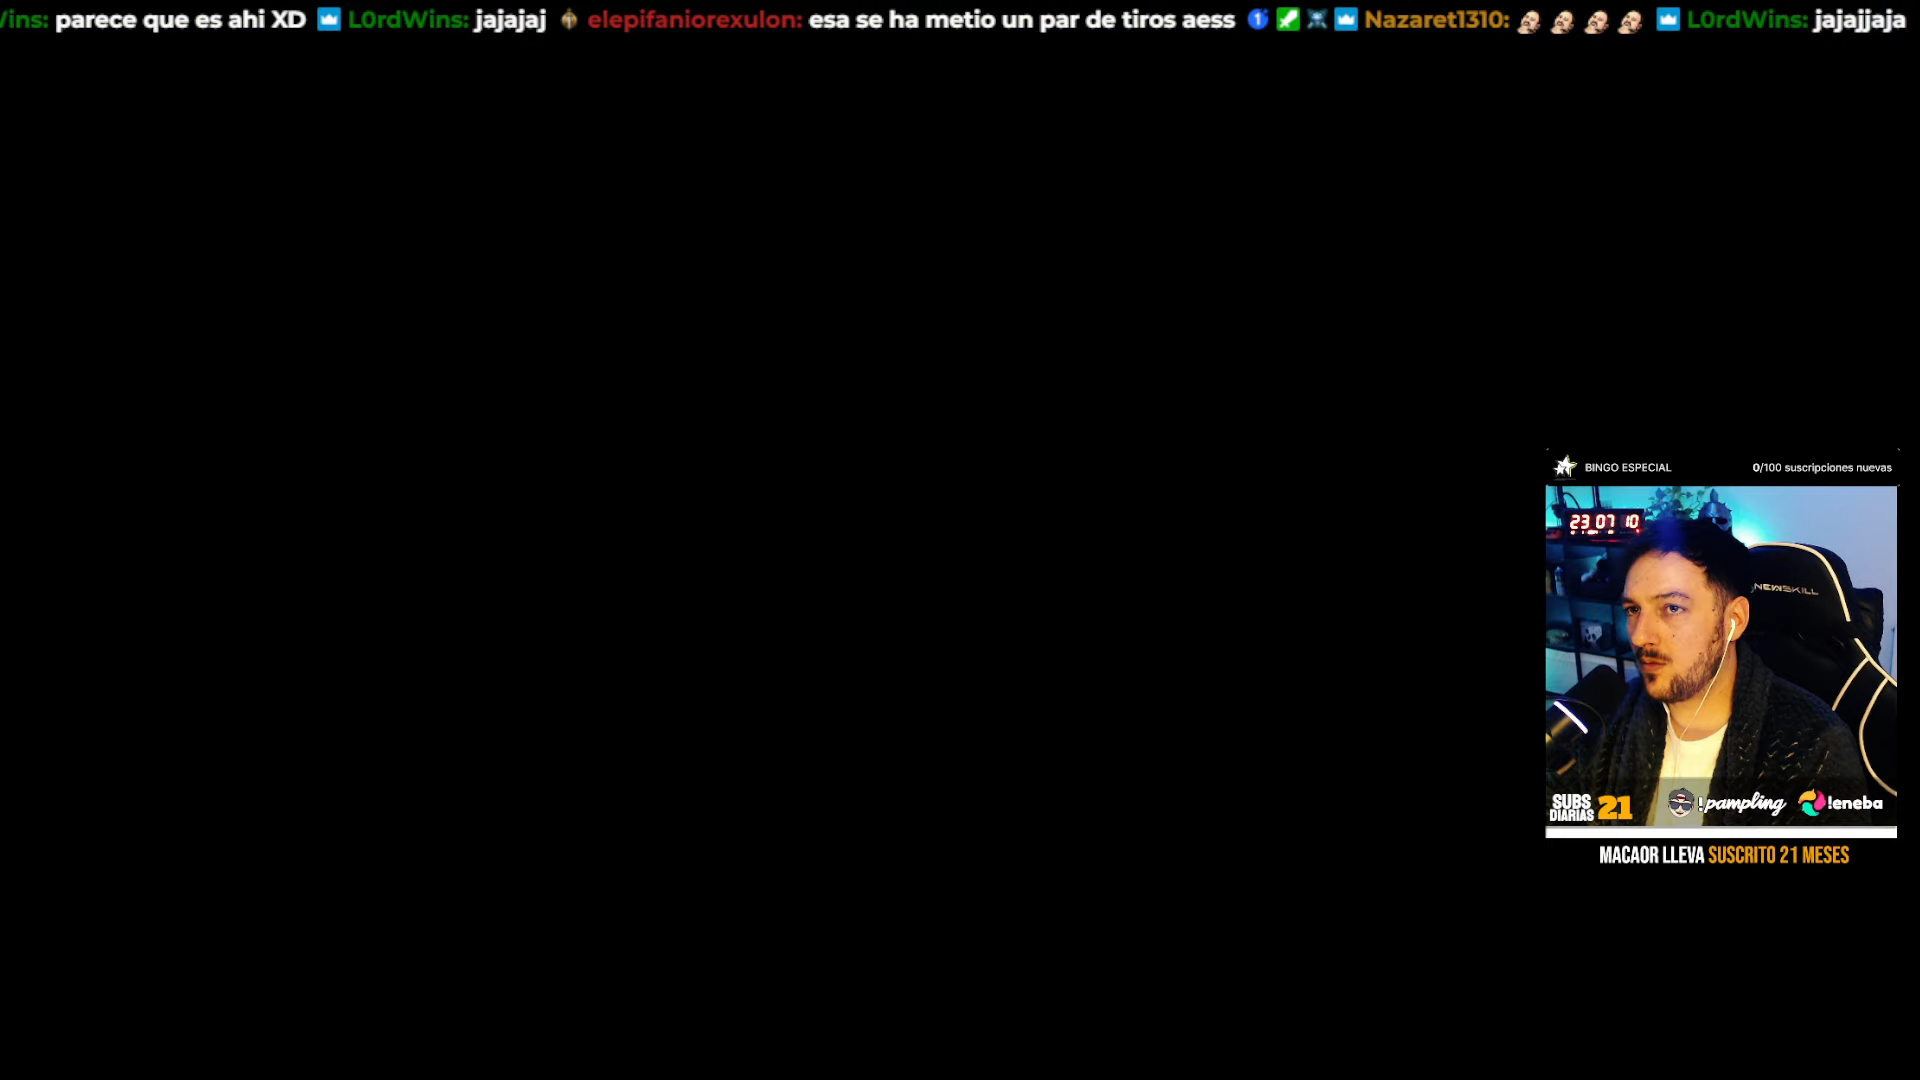 Wins: parece que es ahi XD L0rdWins: jajajaj elepifaniorexulon: esa se ha metio un par de tiros aess Nazaret1310: L0rdWins: jajajjaja
BINGO ESPECIAL 0/100 suscripciones nuevas
23 07 10
NEWSKILL
SUBS DIARIAS 21 !pampling !eneba
MACAOR LLEVA SUSCRITO 21 MESES